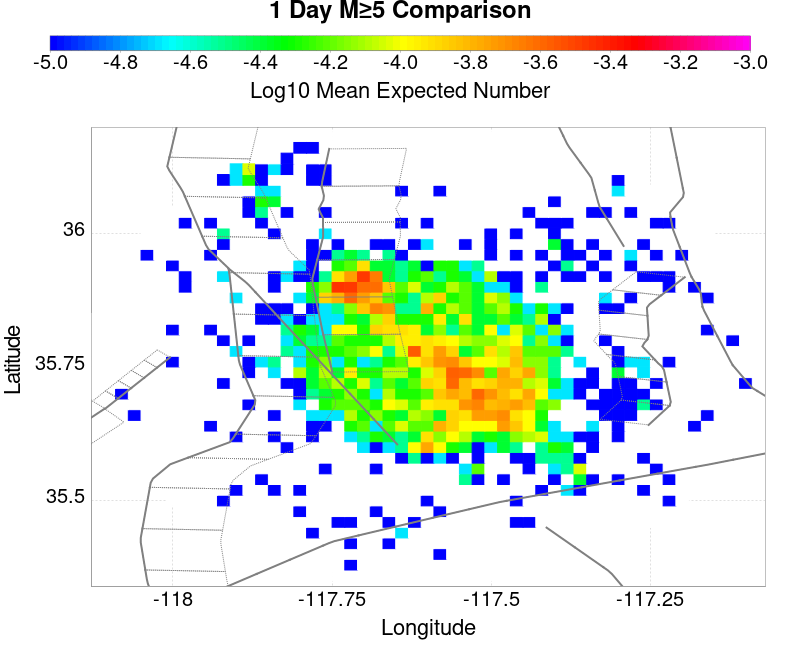 1 Day M≥5 Comparison
-5.0 -4.8 -4.6 -4.4 -4.2 -4.0 -3.8 -3.6 -3.4 -3.2 -3.0
Log10 Mean Expected Number
36
35.75
35.5
Latitude
-118 -117.75 -117.5 -117.25
Longitude